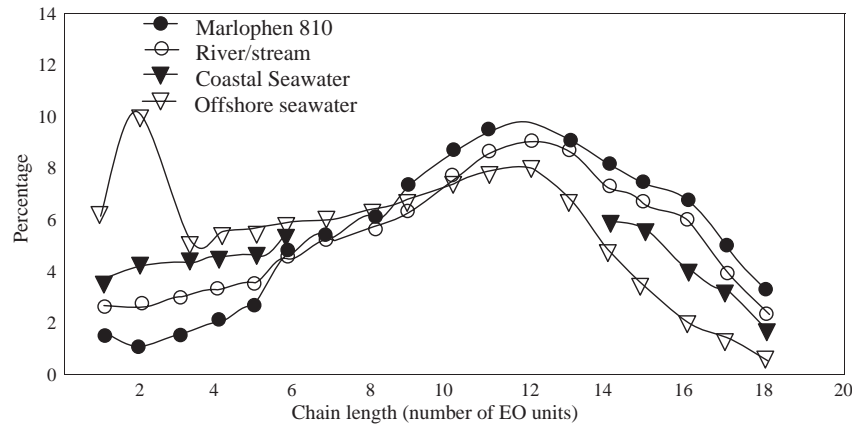 14
12
10
8
6
4
2
0
Percentage
Marlophen 810
River/stream
Coastal Seawater
Offshore seawater
2 4 6 8 10 12 14 16 18 20
Chain length (number of EO units)